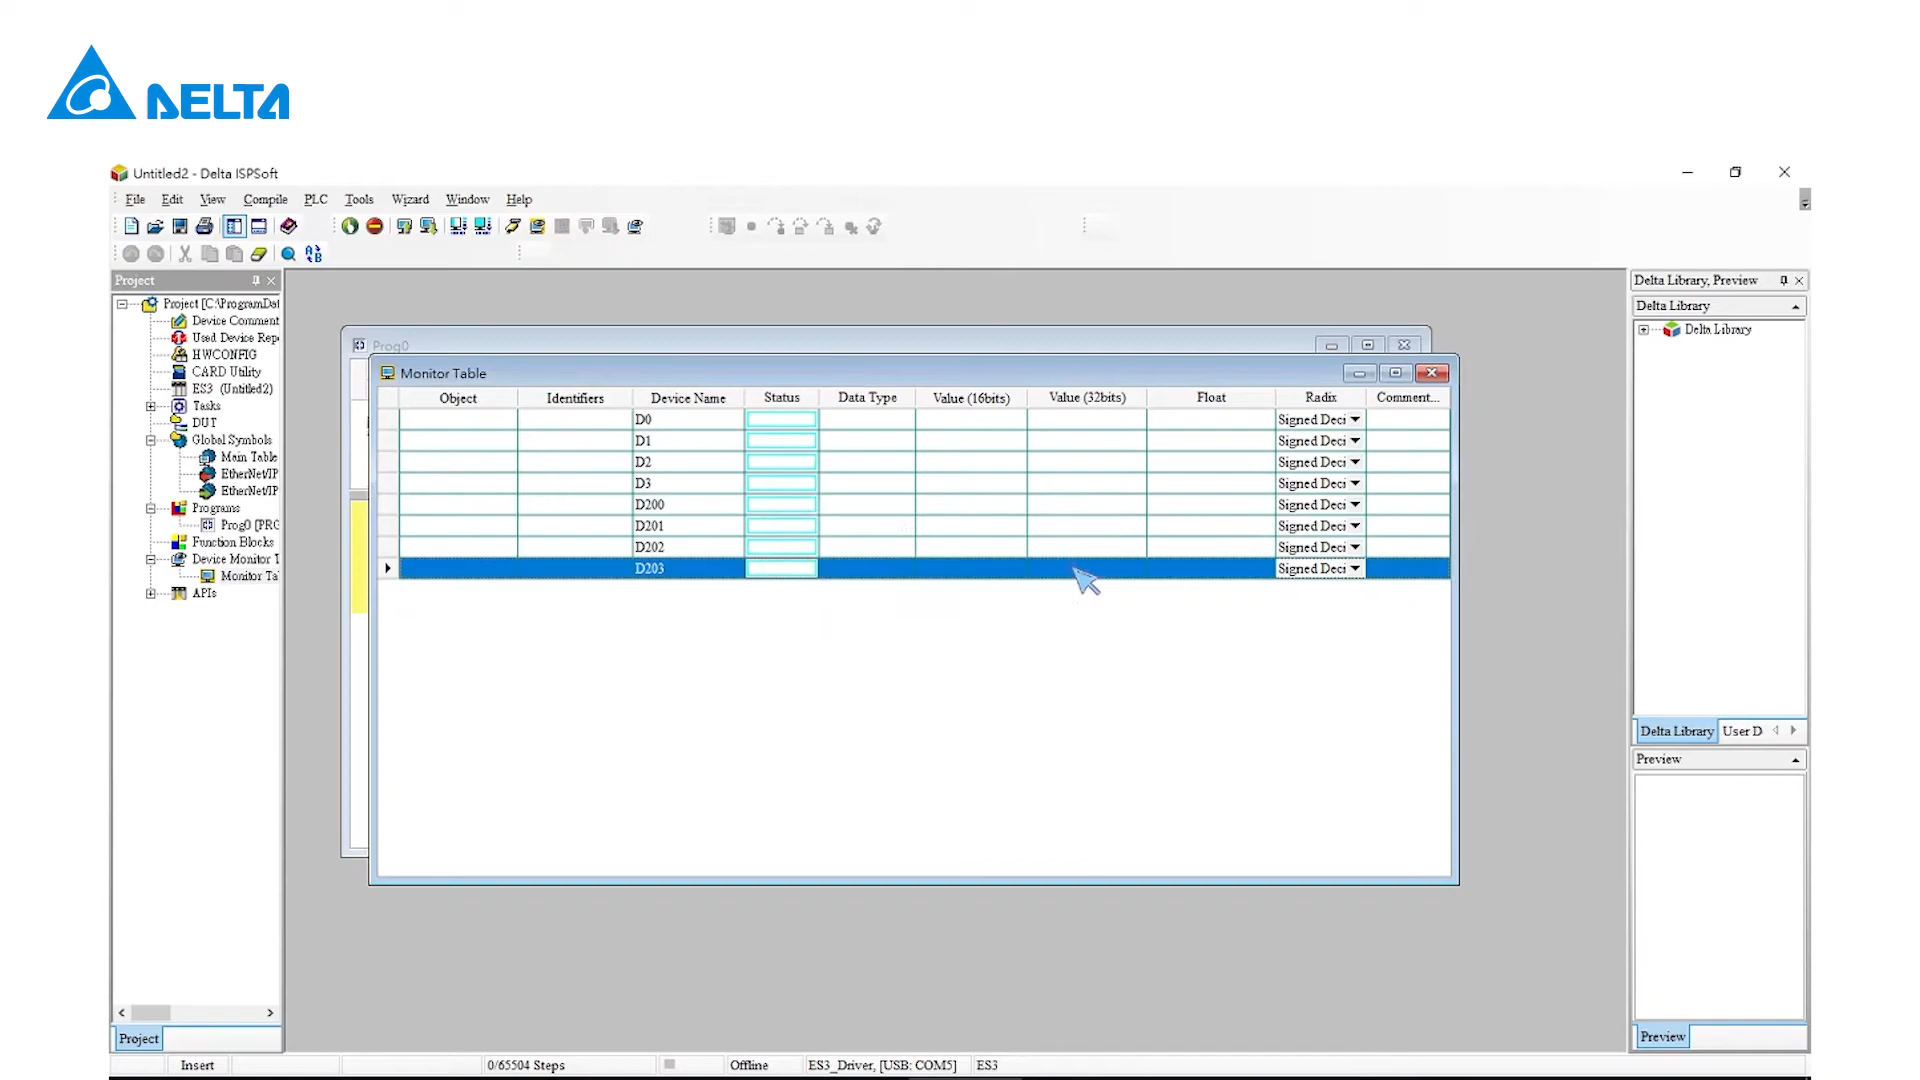 DELTA
Untitled2 - Delta ISPSoft
File Edit View Compile PLC Tools Wizard Window Help
Project
Project [C:\ProgramDat
Device Comment
Used Device Rep
HWCONFIG
CARD Utility
ES3 (Untitled2)
Tasks
DUT
Global Symbols
Main Table
EtherNet/IP
EtherNet/IP
Programs
Prog0 [PRG
Function Blocks
Device Monitor T
Monitor Ta
APIs
Project
Prog0
Monitor Table
Object Identifiers Device Name Status Data Type Value (16bits) Value (32bits) Float Radix Comment...
D0 Signed Deci
D1 Signed Deci
D2 Signed Deci
D3 Signed Deci
D200 Signed Deci
D201 Signed Deci
D202 Signed Deci
D203 Signed Deci
Delta Library, Preview
Delta Library
Delta Library
Delta Library User D
Preview
Preview
Insert 0/65504 Steps Offline ES3_Driver, [USB: COM5] ES3